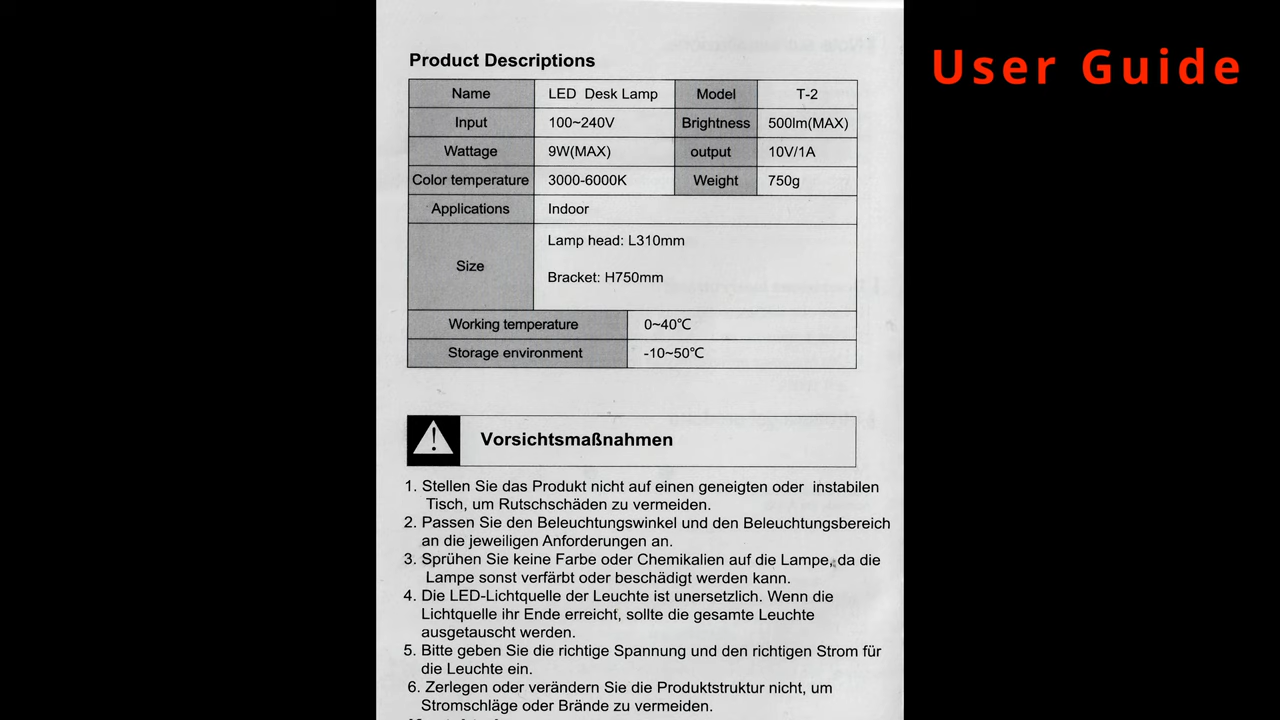 User Guide
Product Descriptions
Name LED Desk Lamp Model T-2
Input 100~240V Brightness 500lm(MAX)
Wattage 9W(MAX) output 10V/1A
Color temperature 3000-6000K Weight 750g
Applications Indoor
Size Lamp head: L310mm
Bracket: H750mm
Working temperature 0~40℃
Storage environment -10~50℃
Vorsichtsmaßnahmen
1. Stellen Sie das Produkt nicht auf einen geneigten oder instabilen
Tisch, um Rutschschäden zu vermeiden.
2. Passen Sie den Beleuchtungswinkel und den Beleuchtungsbereich
an die jeweiligen Anforderungen an.
3. Sprühen Sie keine Farbe oder Chemikalien auf die Lampe, da die
Lampe sonst verfärbt oder beschädigt werden kann.
4. Die LED-Lichtquelle der Leuchte ist unersetzlich. Wenn die
Lichtquelle ihr Ende erreicht, sollte die gesamte Leuchte
ausgetauscht werden.
5. Bitte geben Sie die richtige Spannung und den richtigen Strom für
die Leuchte ein.
6. Zerlegen oder verändern Sie die Produktstruktur nicht, um
Stromschläge oder Brände zu vermeiden.